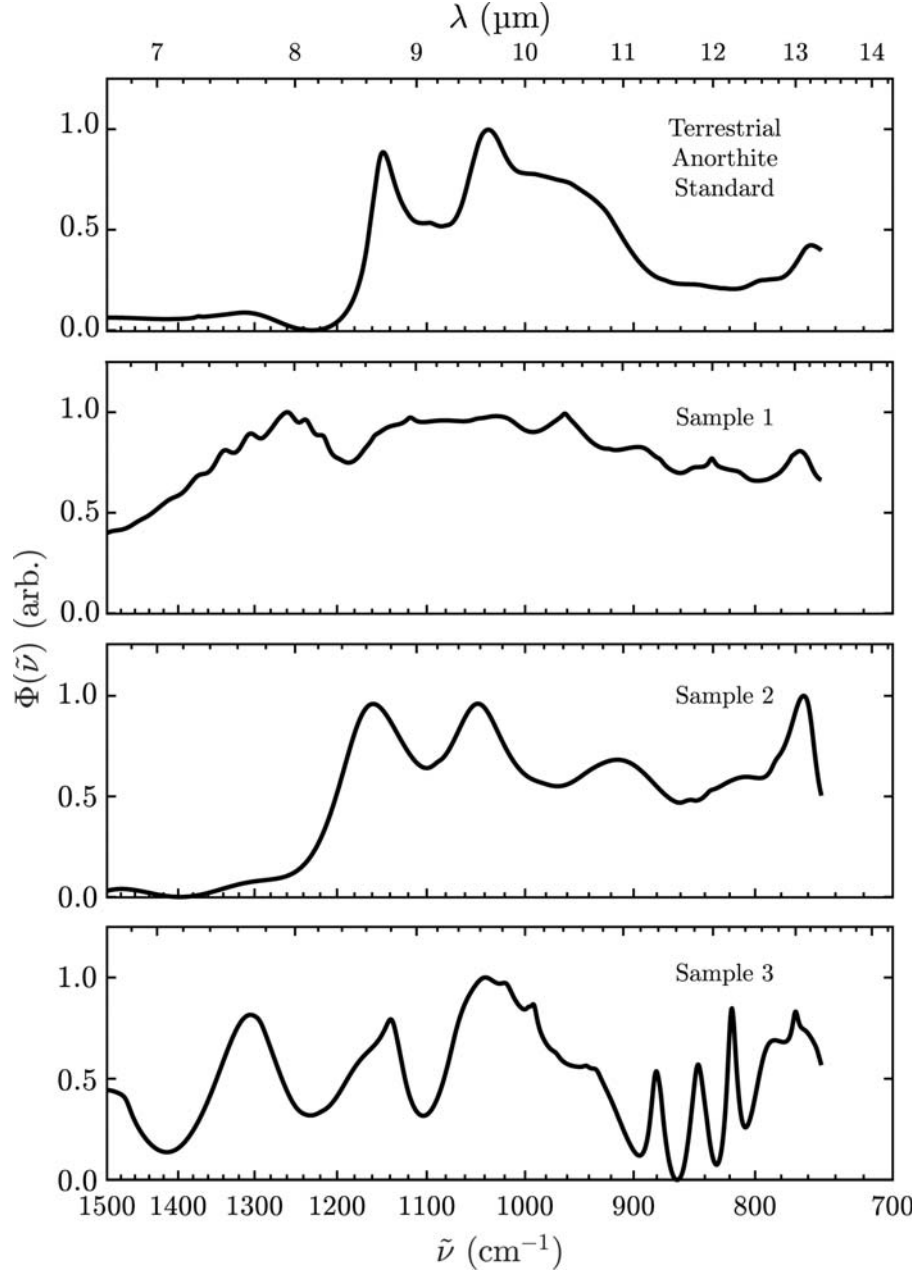 λ (µm)
7 8 9 10 11 12 13 14
1.0
Terrestrial
Anorthite
Standard
0.5
0.0
1.0
Sample 1
0.5
0.0
Φ(ν̃) (arb.)
1.0
Sample 2
0.5
0.0
1.0
Sample 3
0.5
0.0
1500 1400 1300 1200 1100 1000 900 800 700
ν̃ (cm⁻¹)